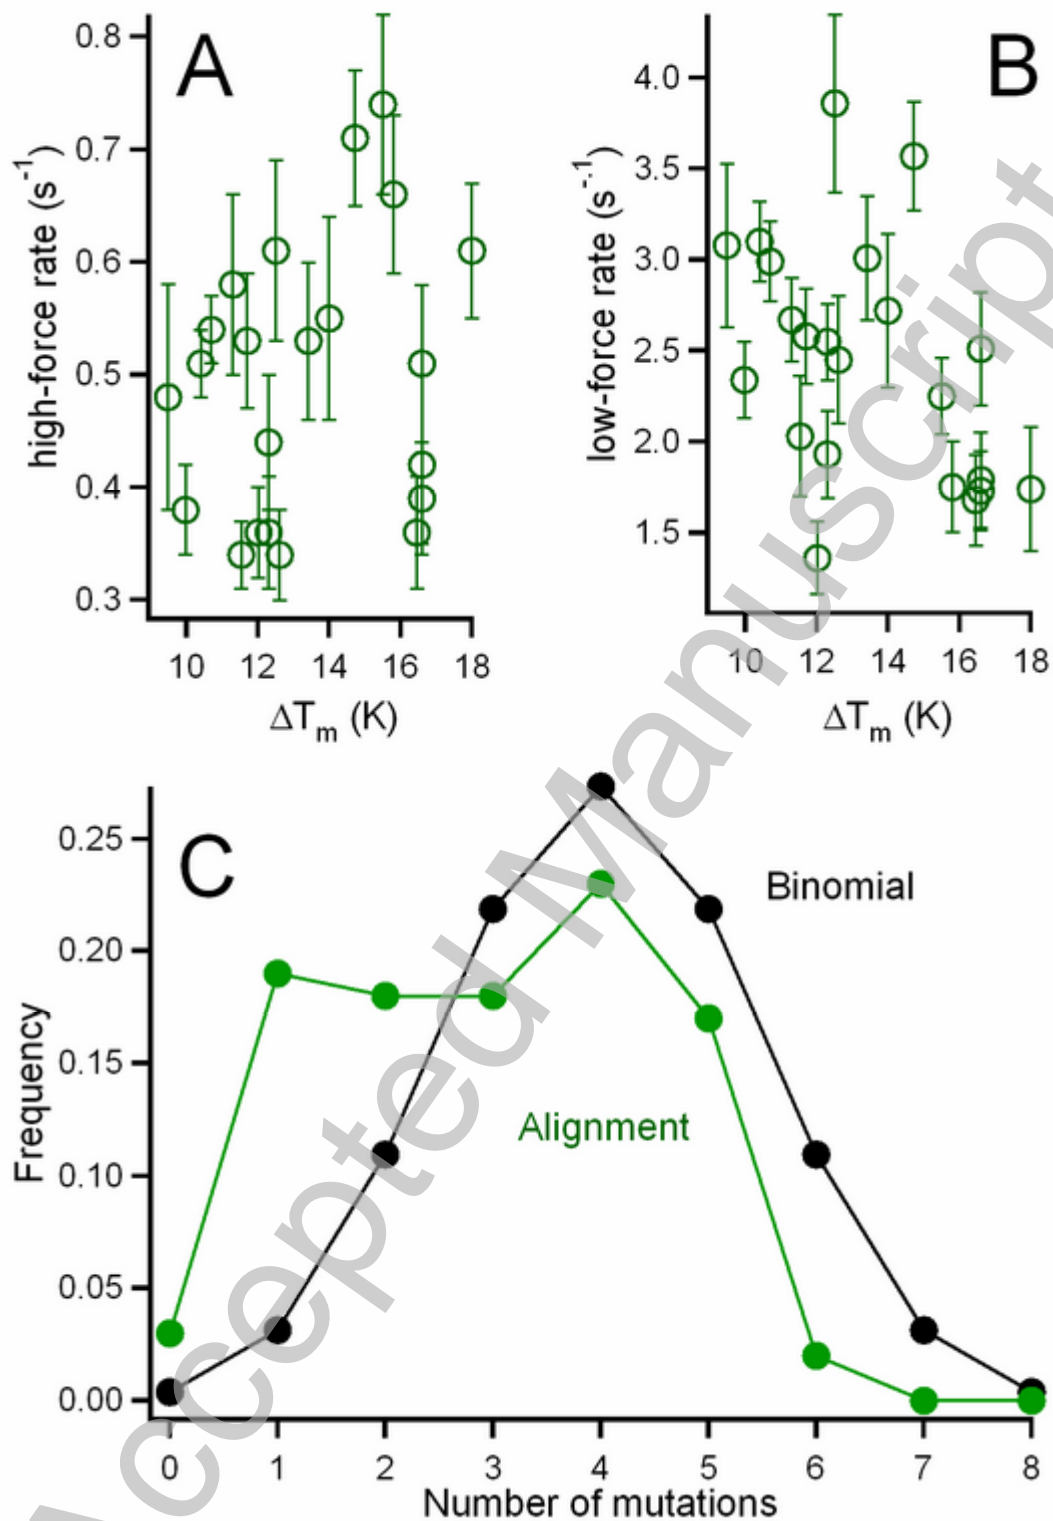 A
0.8
0.7
0.6
0.5
0.4
0.3
high-force rate (s⁻¹)
10 12 14 16 18
ΔTₘ (K)
B
4.0
3.5
3.0
2.5
2.0
1.5
low-force rate (s⁻·¹)
10 12 14 16 18
ΔTₘ (K)
C
0.25
0.20
0.15
0.10
0.05
0.00
Frequency
Binomial
Alignment
0 1 2 3 4 5 6 7 8
Number of mutations
Accepted Manuscript